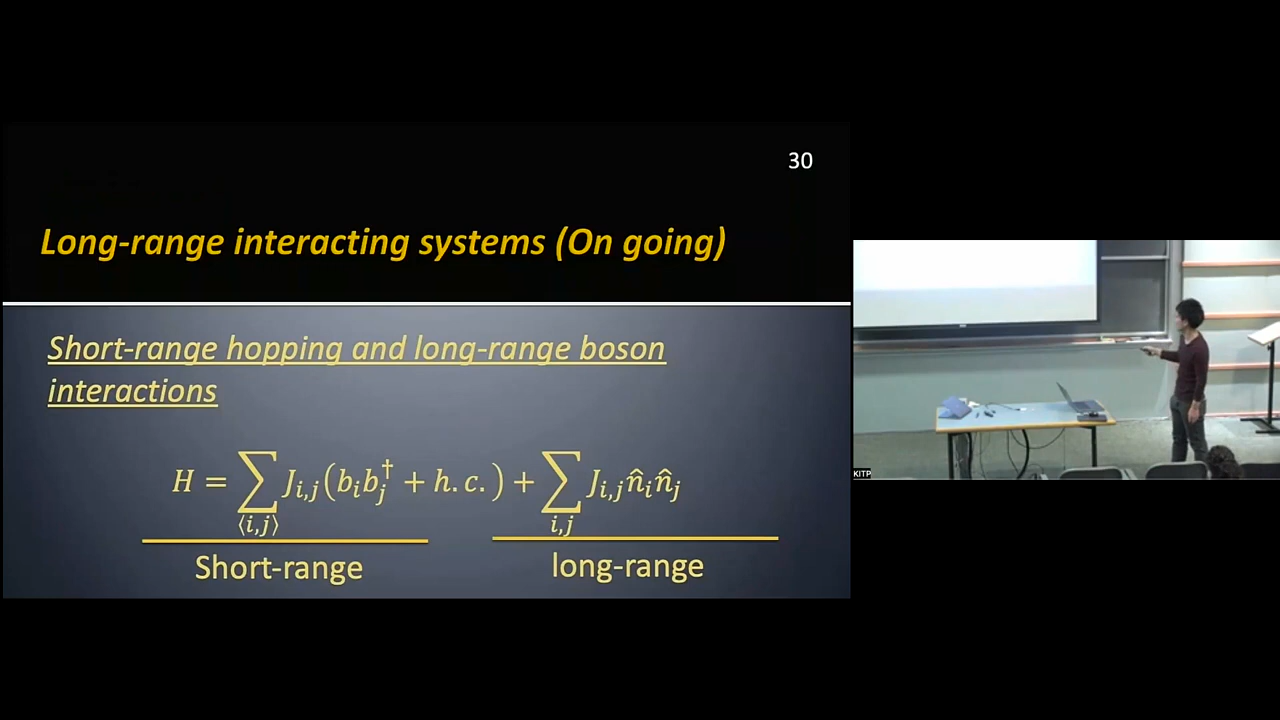 30
Long-range interacting systems (On going)
Short-range hopping and long-range boson
interactions
H = ∑_{⟨i,j⟩} J_{i,j}(b_i b_j^† + h.c.) + ∑_{i,j} J_{i,j} n̂_i n̂_j
Short-range long-range
KITP